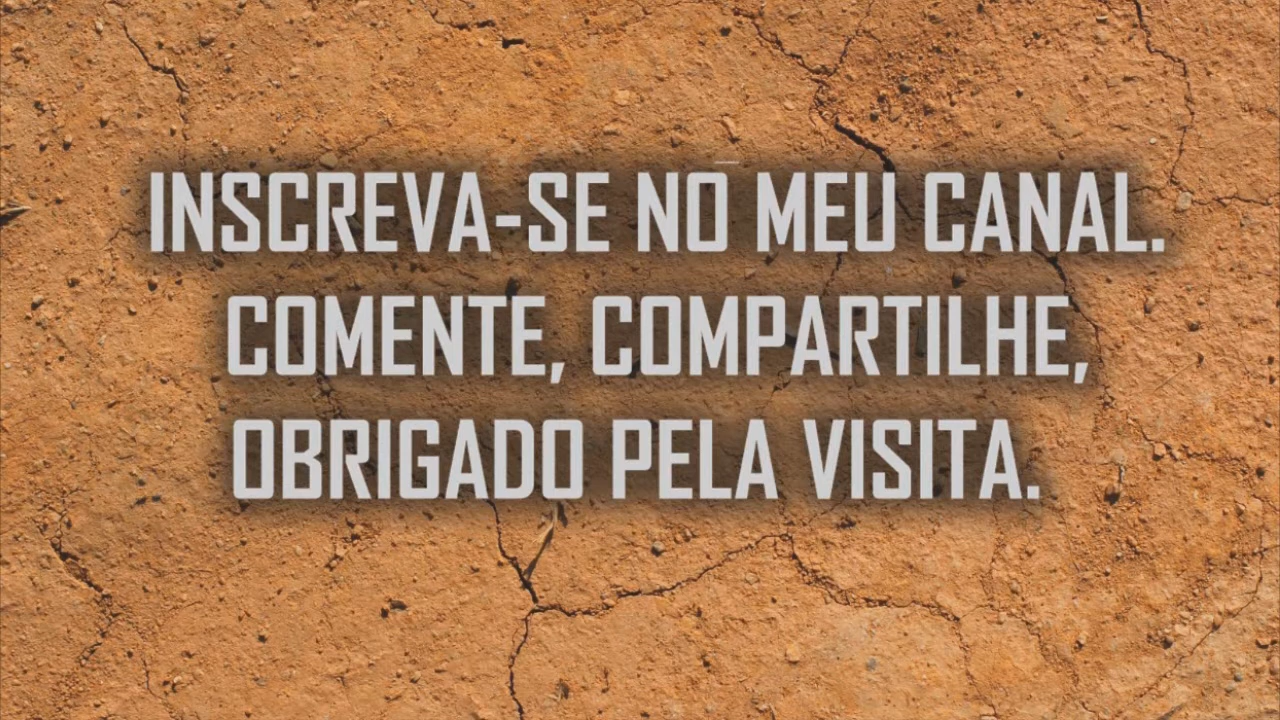 INSCREVA-SE NO MEU CANAL.
COMENTE, COMPARTILHE,
OBRIGADO PELA VISITA.